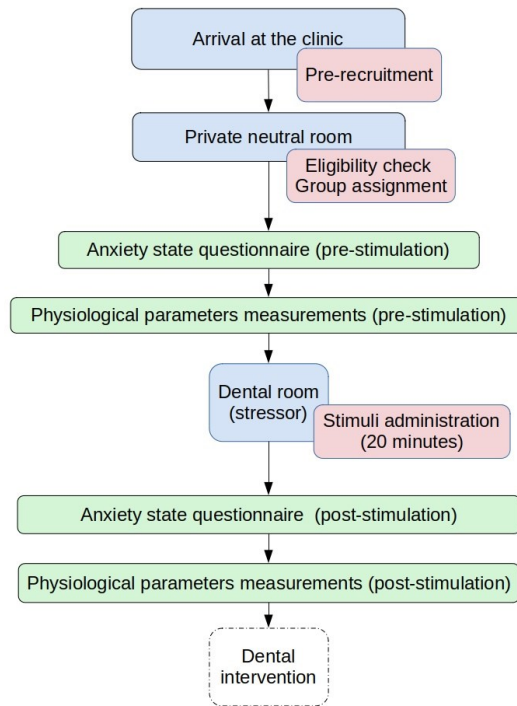 Arrival at the clinic
Pre-recruitment
Private neutral room
Eligibility check
Group assignment
Anxiety state questionnaire (pre-stimulation)
Physiological parameters measurements (pre-stimulation)
Dental room
(stressor)
Stimuli administration
(20 minutes)
Anxiety state questionnaire  (post-stimulation)
Physiological parameters measurements (post-stimulation)
Dental
intervention